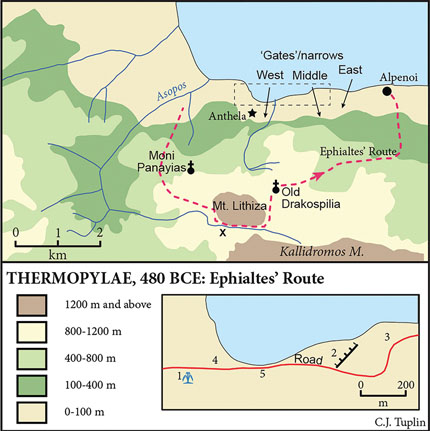 'Gates'/narrows
West
Middle
East
Alpenoi
Asopos
Anthela
Ephialtes' Route
Moni
Panayias
Old
Drakospilia
Mt. Lithiza
x
0 1 2
km
Kallidromos M.
THERMOPYLAE, 480 BCE: Ephialtes' Route
1200 m and above
800-1200 m
400-800 m
100-400 m
0-100 m
1
4
5
Road
2
3
0 200
m
C.J. Tuplin